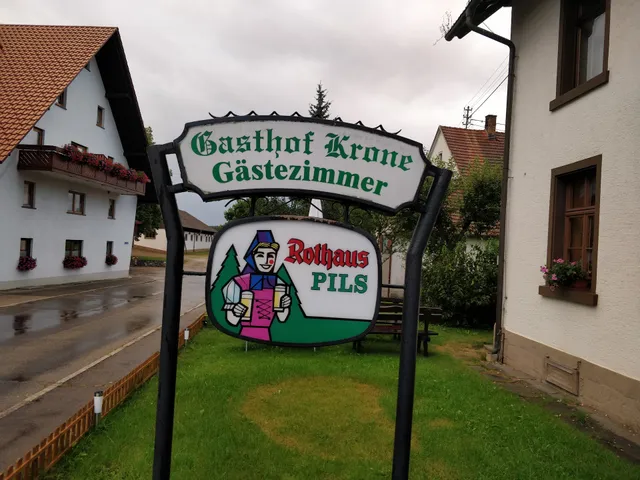 Gasthof Krone
Gästezimmer
Rothaus
PILS